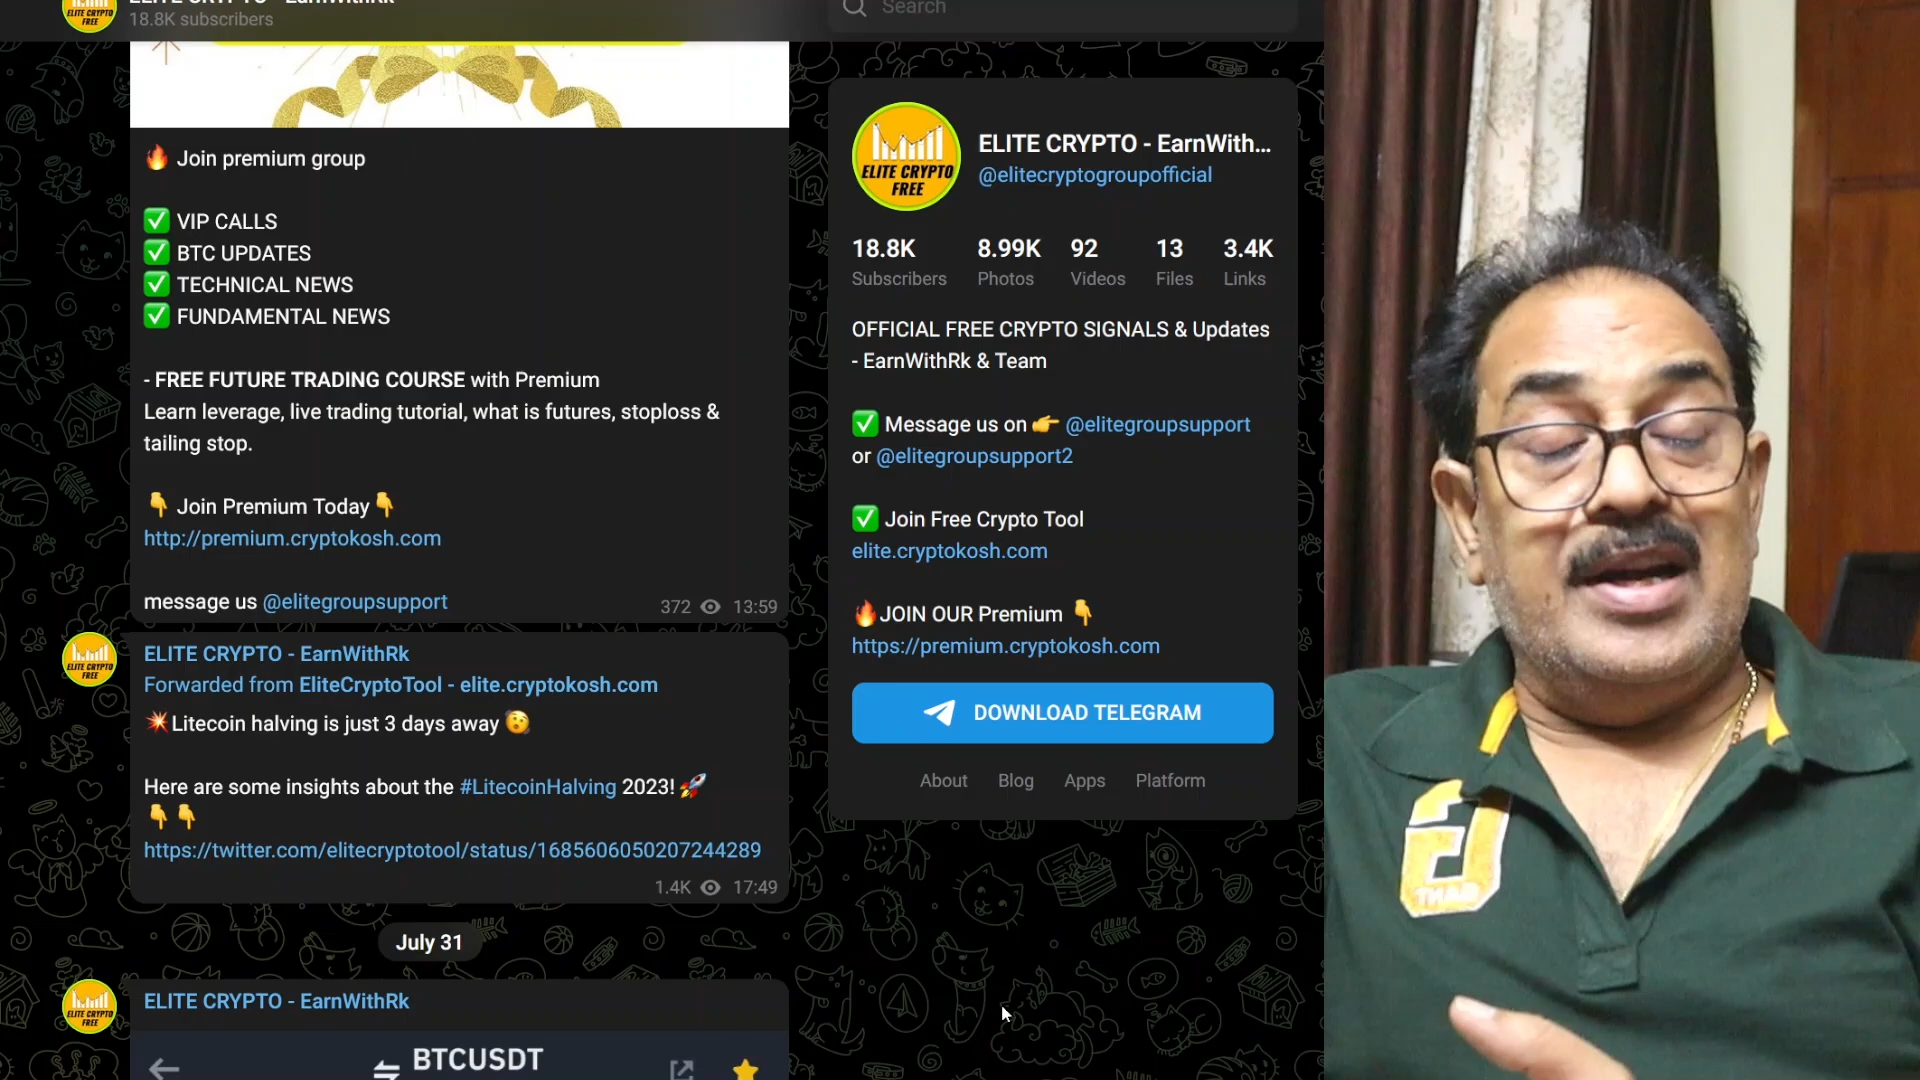 18.8K subscribers
Search
Join premium group
VIP CALLS
BTC UPDATES
TECHNICAL NEWS
FUNDAMENTAL NEWS
- FREE FUTURE TRADING COURSE with Premium
Learn leverage, live trading tutorial, what is futures, stoploss &
tailing stop.
👇 Join Premium Today👇
http://premium.cryptokosh.com
message us @elitegroupsupport
372 13:59
ELITE CRYPTO - EarnWithRk
Forwarded from EliteCryptoTool - elite.cryptokosh.com
💥Litecoin halving is just 3 days away 🤯
Here are some insights about the #LitecoinHalving 2023! 🚀
👇👇
https://twitter.com/elitecryptotool/status/1685606050207244289
1.4K 17:49
July 31
ELITE CRYPTO - EarnWithRk
BTCUSDT
ELITE CRYPTO
FREE
ELITE CRYPTO - EarnWith...
@elitecryptogroupofficial
18.8K 8.99K 92 13 3.4K
Subscribers Photos Videos Files Links
OFFICIAL FREE CRYPTO SIGNALS & Updates
- EarnWithRk & Team
✅ Message us on 👉 @elitegroupsupport
or @elitegroupsupport2
✅ Join Free Crypto Tool
elite.cryptokosh.com
🔥JOIN OUR Premium 👇
https://premium.cryptokosh.com
DOWNLOAD TELEGRAM
About Blog Apps Platform